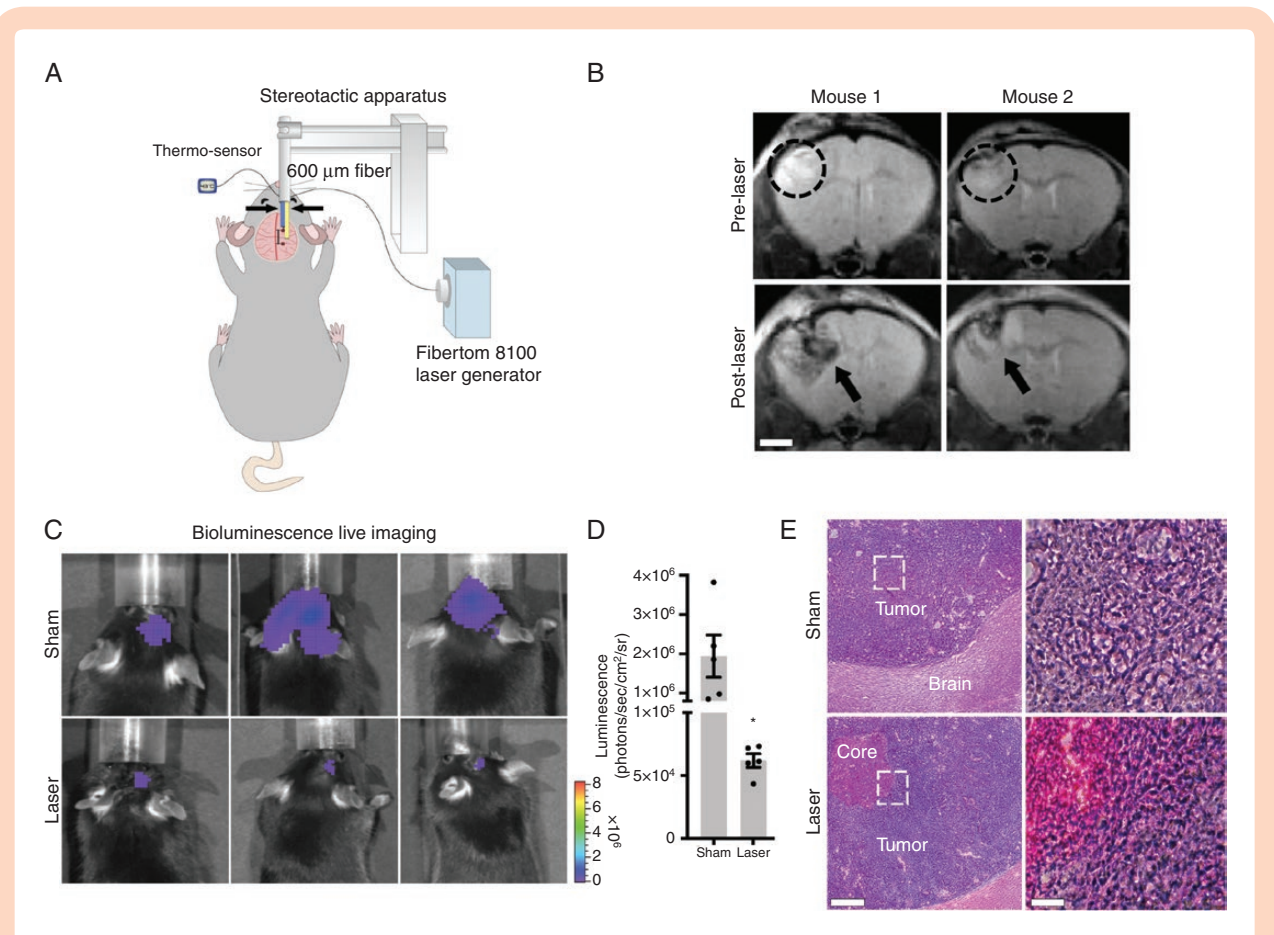 A
Stereotactic apparatus
Thermo-sensor
600 μm fiber
Fibertom 8100
laser generator
B
Mouse 1
Mouse 2
Pre-laser
Post-laser
C
Bioluminescence live imaging
Sham
Laser
8
6
4
2
0
×10⁶
D
Luminescence
(photons/sec/cm²/sr)
4×10⁶
3×10⁶
2×10⁶
1×10⁶
1×10⁵
5×10⁴
0
*
Sham Laser
E
Sham
Tumor
Brain
Laser
Core
Tumor